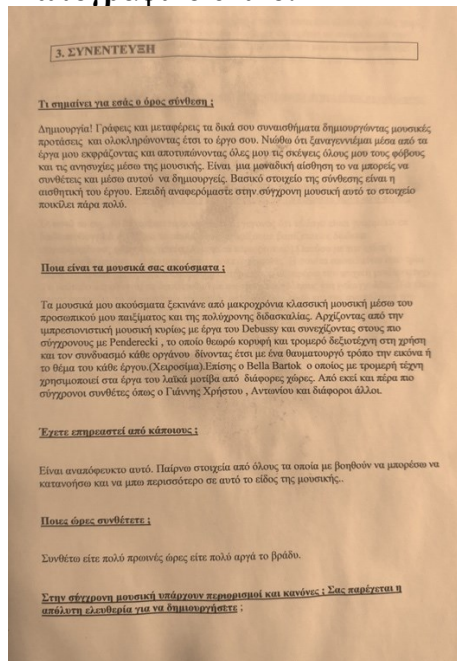 3. ΣΥΝΕΝΤΕΥΞΗ
Τι σημαίνει για εσάς ο όρος σύνθεση ;
Δημιουργία! Γράφεις και μεταφέρεις τα δικά σου συναισθήματα δημιουργώντας μουσικές
προτάσεις και ολοκληρώνοντας έτσι το έργο σου. Νιώθω ότι ξαναγεννιέμαι μέσα από τα
έργα μου εκφράζοντας και αποτυπώνοντας όλες μου τις σκέψεις όλους μου τους φόβους
και τις ανησυχίες μέσω της μουσικής. Είναι μια μοναδική αίσθηση το να μπορείς να
συνθέτεις και μέσω αυτού να δημιουργείς. Βασικό στοιχείο της σύνθεσης είναι η
αισθητική του έργου. Επειδή αναφερόμαστε στην σύγχρονη μουσική αυτό το στοιχείο
ποικίλει πάρα πολύ.
Ποια είναι τα μουσικά σας ακούσματα ;
Τα μουσικά μου ακούσματα ξεκινάνε από μακροχρόνια κλασσική μουσική μέσω του
προσωπικού μου παιξίματος και της πολύχρονης διδασκαλίας. Αρχίζοντας από την
ιμπρεσιονιστική μουσική κυρίως με έργα του Debussy και συνεχίζοντας στους πιο
σύγχρονους με Penderecki , το οποίο θεωρώ κορυφή και τρομερό δεξιοτέχνη στη χρήση
και τον συνδυασμό κάθε οργάνου δίνοντας έτσι με ένα θαυματουργό τρόπο την εικόνα ή
το θέμα του κάθε έργου.(Χειροσίμα).Επίσης ο Bella Bartok ο οποίος με τρομερή τέχνη
χρησιμοποιεί στα έργα του λαϊκά μοτίβα από διάφορες χώρες. Από εκεί και πέρα πιο
σύγχρονοι συνθέτες όπως ο Γιάννης Χρήστου , Αντωνίου και διάφοροι άλλοι.
Έχετε επηρεαστεί από κάποιους ;
Είναι αναπόφευκτο αυτό. Παίρνω στοιχεία από όλους τα οποία με βοηθούν να μπορέσω να
κατανοήσω και να μπω περισσότερο σε αυτό το είδος της μουσικής..
Ποιες ώρες συνθέτετε ;
Συνθέτω είτε πολύ πρωινές ώρες είτε πολύ αργά το βράδυ.
Στην σύγχρονη μουσική υπάρχουν περιορισμοί και κανόνες ; Σας παρέχεται η
απόλυτη ελευθερία για να δημιουργήσετε ;